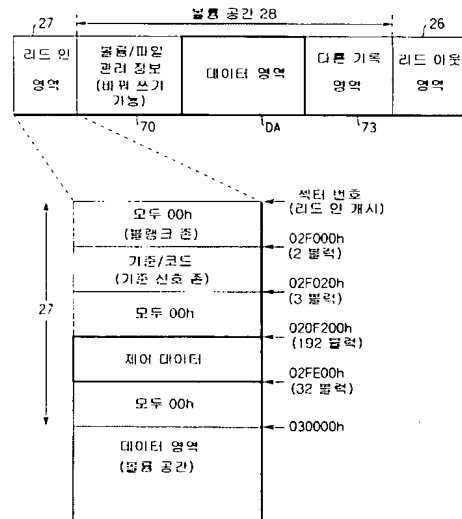 볼륨 공간 28
27
26
리드 인
영역
볼륨/파일
관리 정보
(바꿔 쓰기
가능)
데이터 영역
다른 기록
영역
리드 아웃
영역
70
DA
73
섹터 번호
(리드 인 개시)
모두 00h
(블랭크 존)
02F000h
(2 블럭)
기준/코드
(기준 신호 존)
02F020h
(3 블럭)
27
모두 00h
020F200h
(192 블럭)
제어 데이터
02FE00h
(32 블럭)
모두 00h
030000h
데이터 영역
(볼륨 공간)